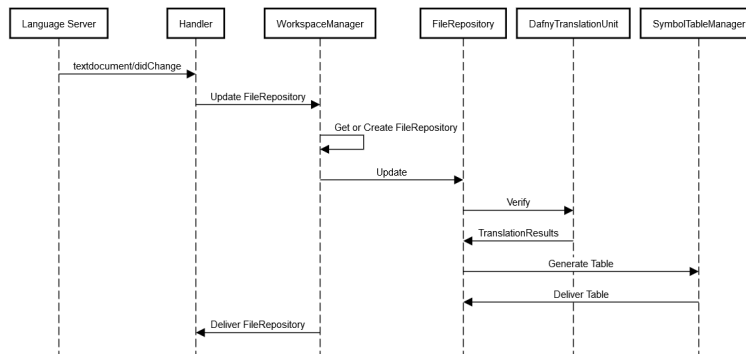 Language Server
Handler
WorkspaceManager
FileRepository
DafnyTranslationUnit
SymbolTableManager
textdocument/didChange
Update FileRepository
Get or Create FileRepository
Update
Verify
TranslationResults
Generate Table
Deliver Table
Deliver FileRepository